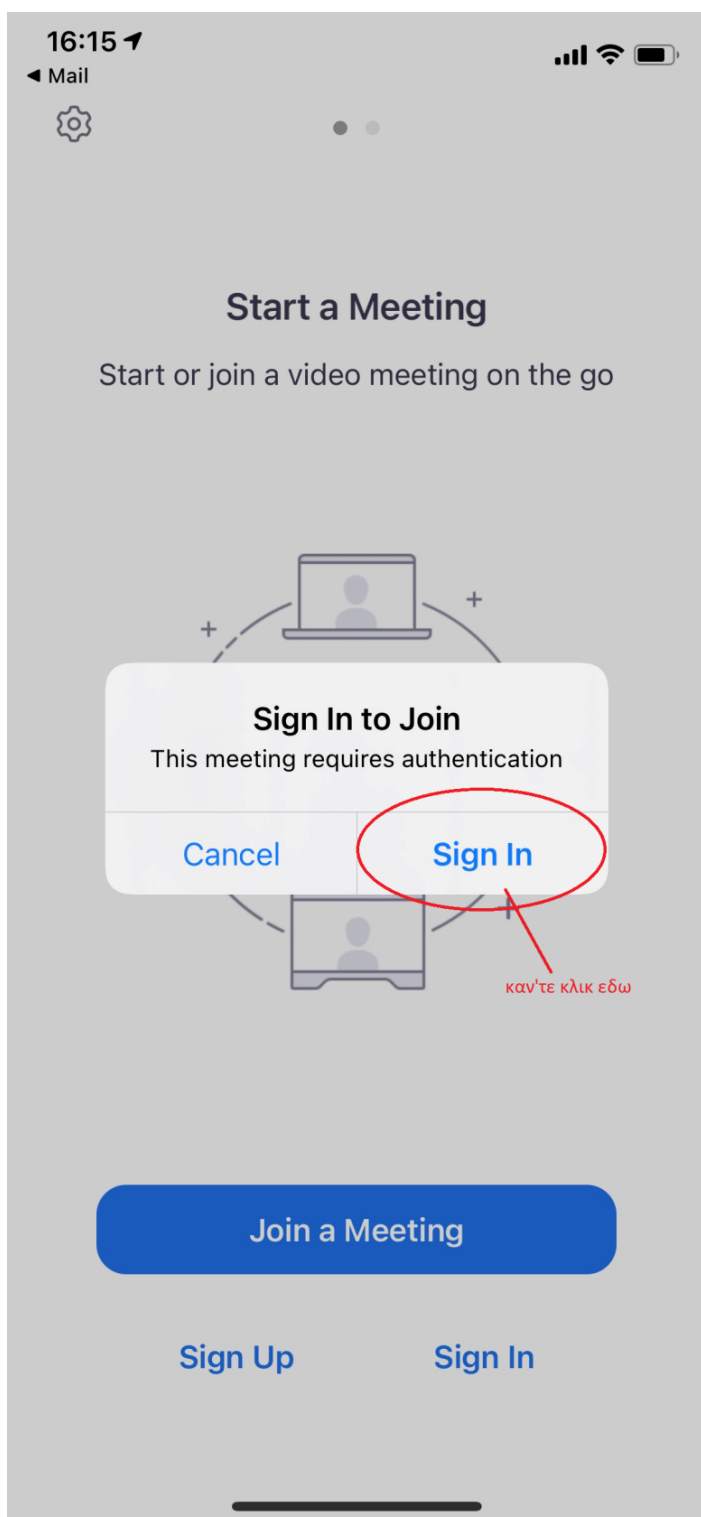 16:15
Mail
Start a Meeting
Start or join a video meeting on the go
Sign In to Join
This meeting requires authentication
Cancel
Sign In
καν'τε κλικ εδω
Join a Meeting
Sign Up
Sign In